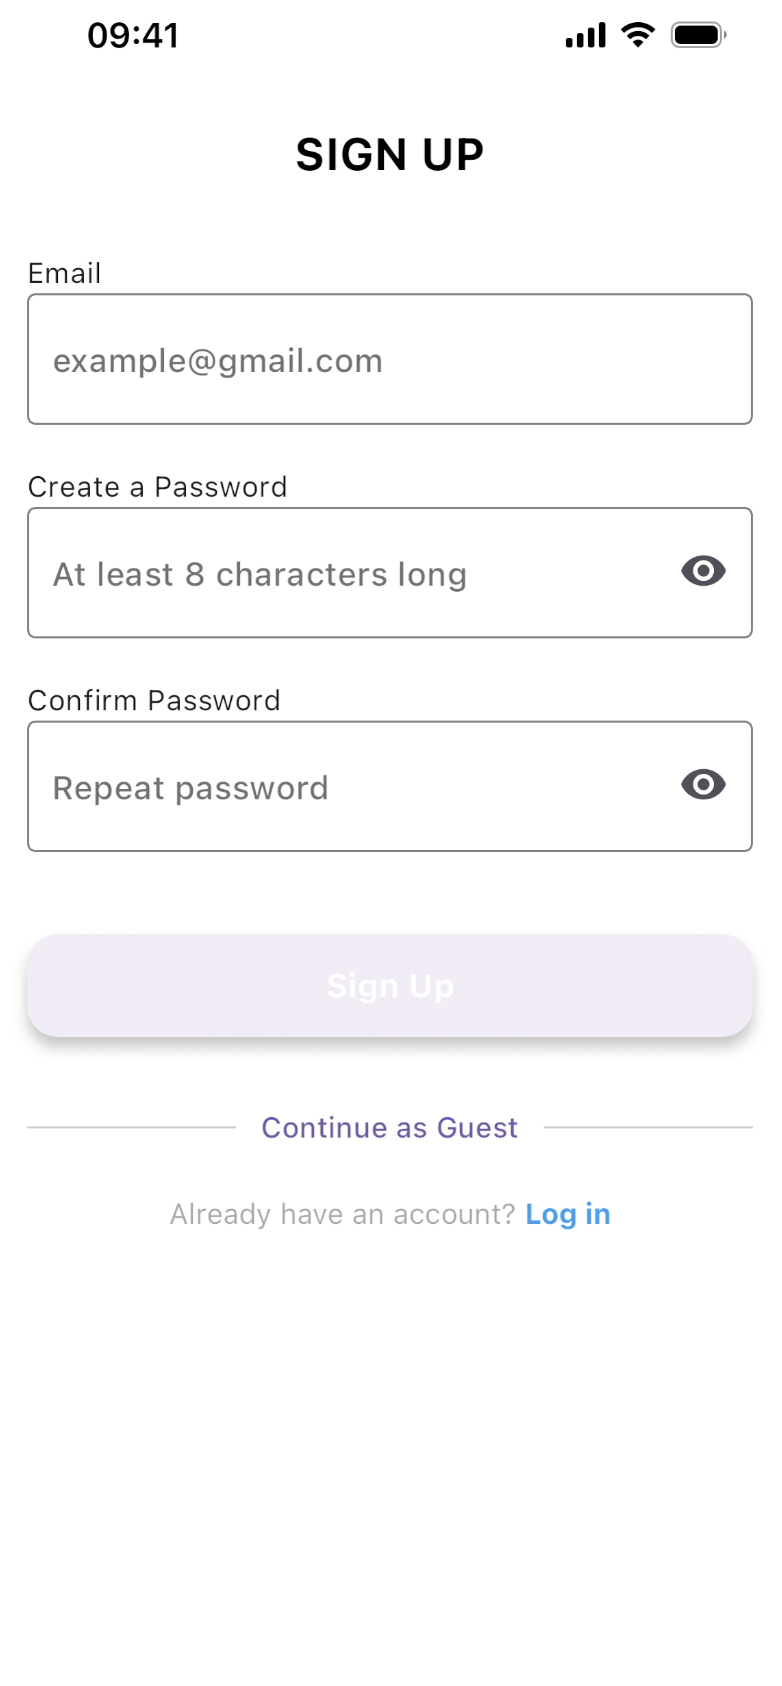 09:41
SIGN UP
Email
example@gmail.com
Create a Password
At least 8 characters long
Confirm Password
Repeat password
Sign Up
Continue as Guest
Already have an account? Log in